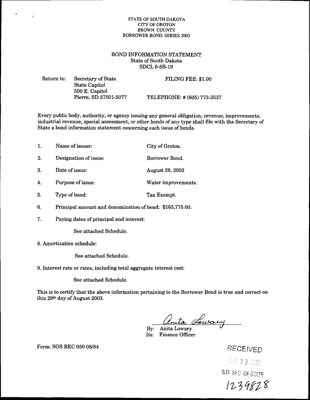 STATE OF SOUTH DAKOTA
CITY OF GROTON
BROWN COUNTY
BORROWER BOND, SERIES 2003
BOND INFORMATION STATEMENT
State of South Dakota
SDCL 6-8B-19
Return to: Secretary of State FILING FEE: $1.00
State Capitol
500 E. Capitol
Pierre, SD 57501-5077 TELEPHONE: # (605) 773-3537
Every public body, authority, or agency issuing any general obligation, revenue, improvements,
industrial revenue, special assessment, or other bonds of any type shall file with the Secretary of
State a bond information statement concerning each issue of bonds.
1. Name of issuer: City of Groton.
2. Designation of issue: Borrower Bond.
3. Date of issue: August 29, 2003
4. Purpose of issue: Water improvements.
5. Type of bond: Tax Exempt.
6. Principal amount and denomination of bond: $163,775.00.
7. Paying dates of principal and interest:
See attached Schedule.
8. Amortization schedule:
See attached Schedule.
9. Interest rate or rates, including total aggregate interest cost:
See attached Schedule.
This is to certify that the above information pertaining to the Borrower Bond is true and correct on
this 29th day of August 2003.
Anita Lowary
By: Anita Lowary
Its: Finance Officer
Form: SOS REC 050 08/84
RECEIVED
S.D. SEC. OF STATE
1239828